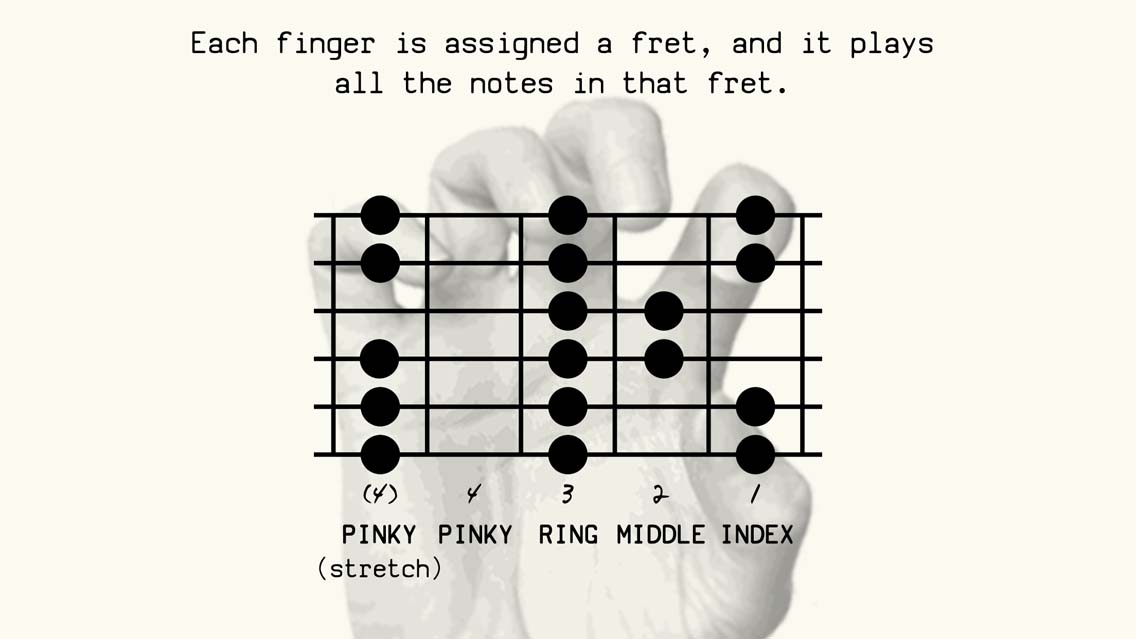 Each finger is assigned a fret, and it plays
all the notes in that fret.
(4) 4 3 2 1
PINKY PINKY RING MIDDLE INDEX
(stretch)